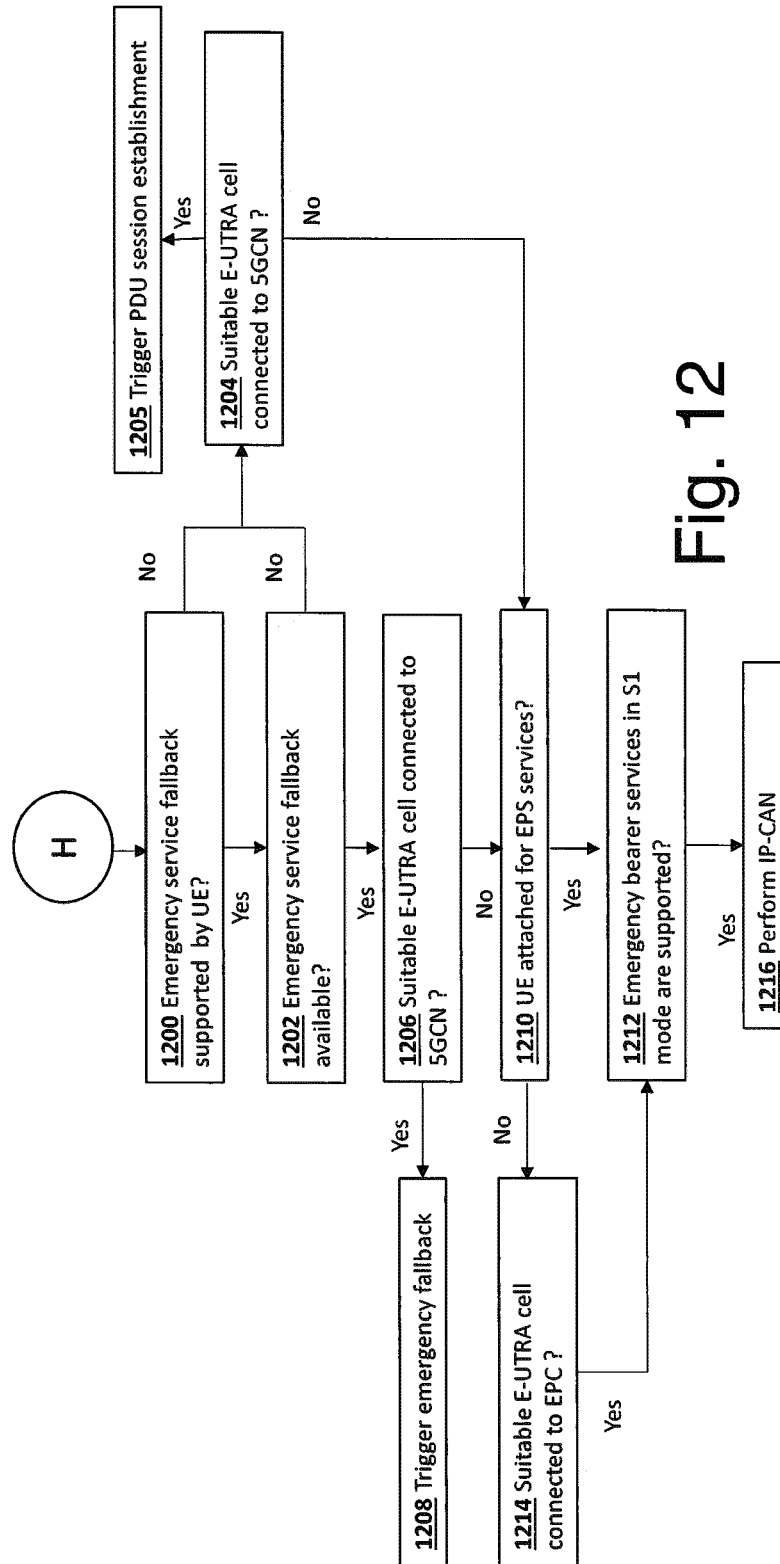 H
1200 Emergency service fallback
supported by UE?
No
Yes
1202 Emergency service fallback
available?
No
Yes
1204 Suitable E-UTRA cell
connected to 5GCN ?
Yes
No
1205 Trigger PDU session establishment
1206 Suitable E-UTRA cell connected to
5GCN ?
Yes
No
1208 Trigger emergency fallback
1210 UE attached for EPS services?
No
Yes
1214 Suitable E-UTRA cell
connected to EPC ?
Yes
1212 Emergency bearer services in S1
mode are supported?
Yes
1216 Perform IP-CAN
Fig. 12